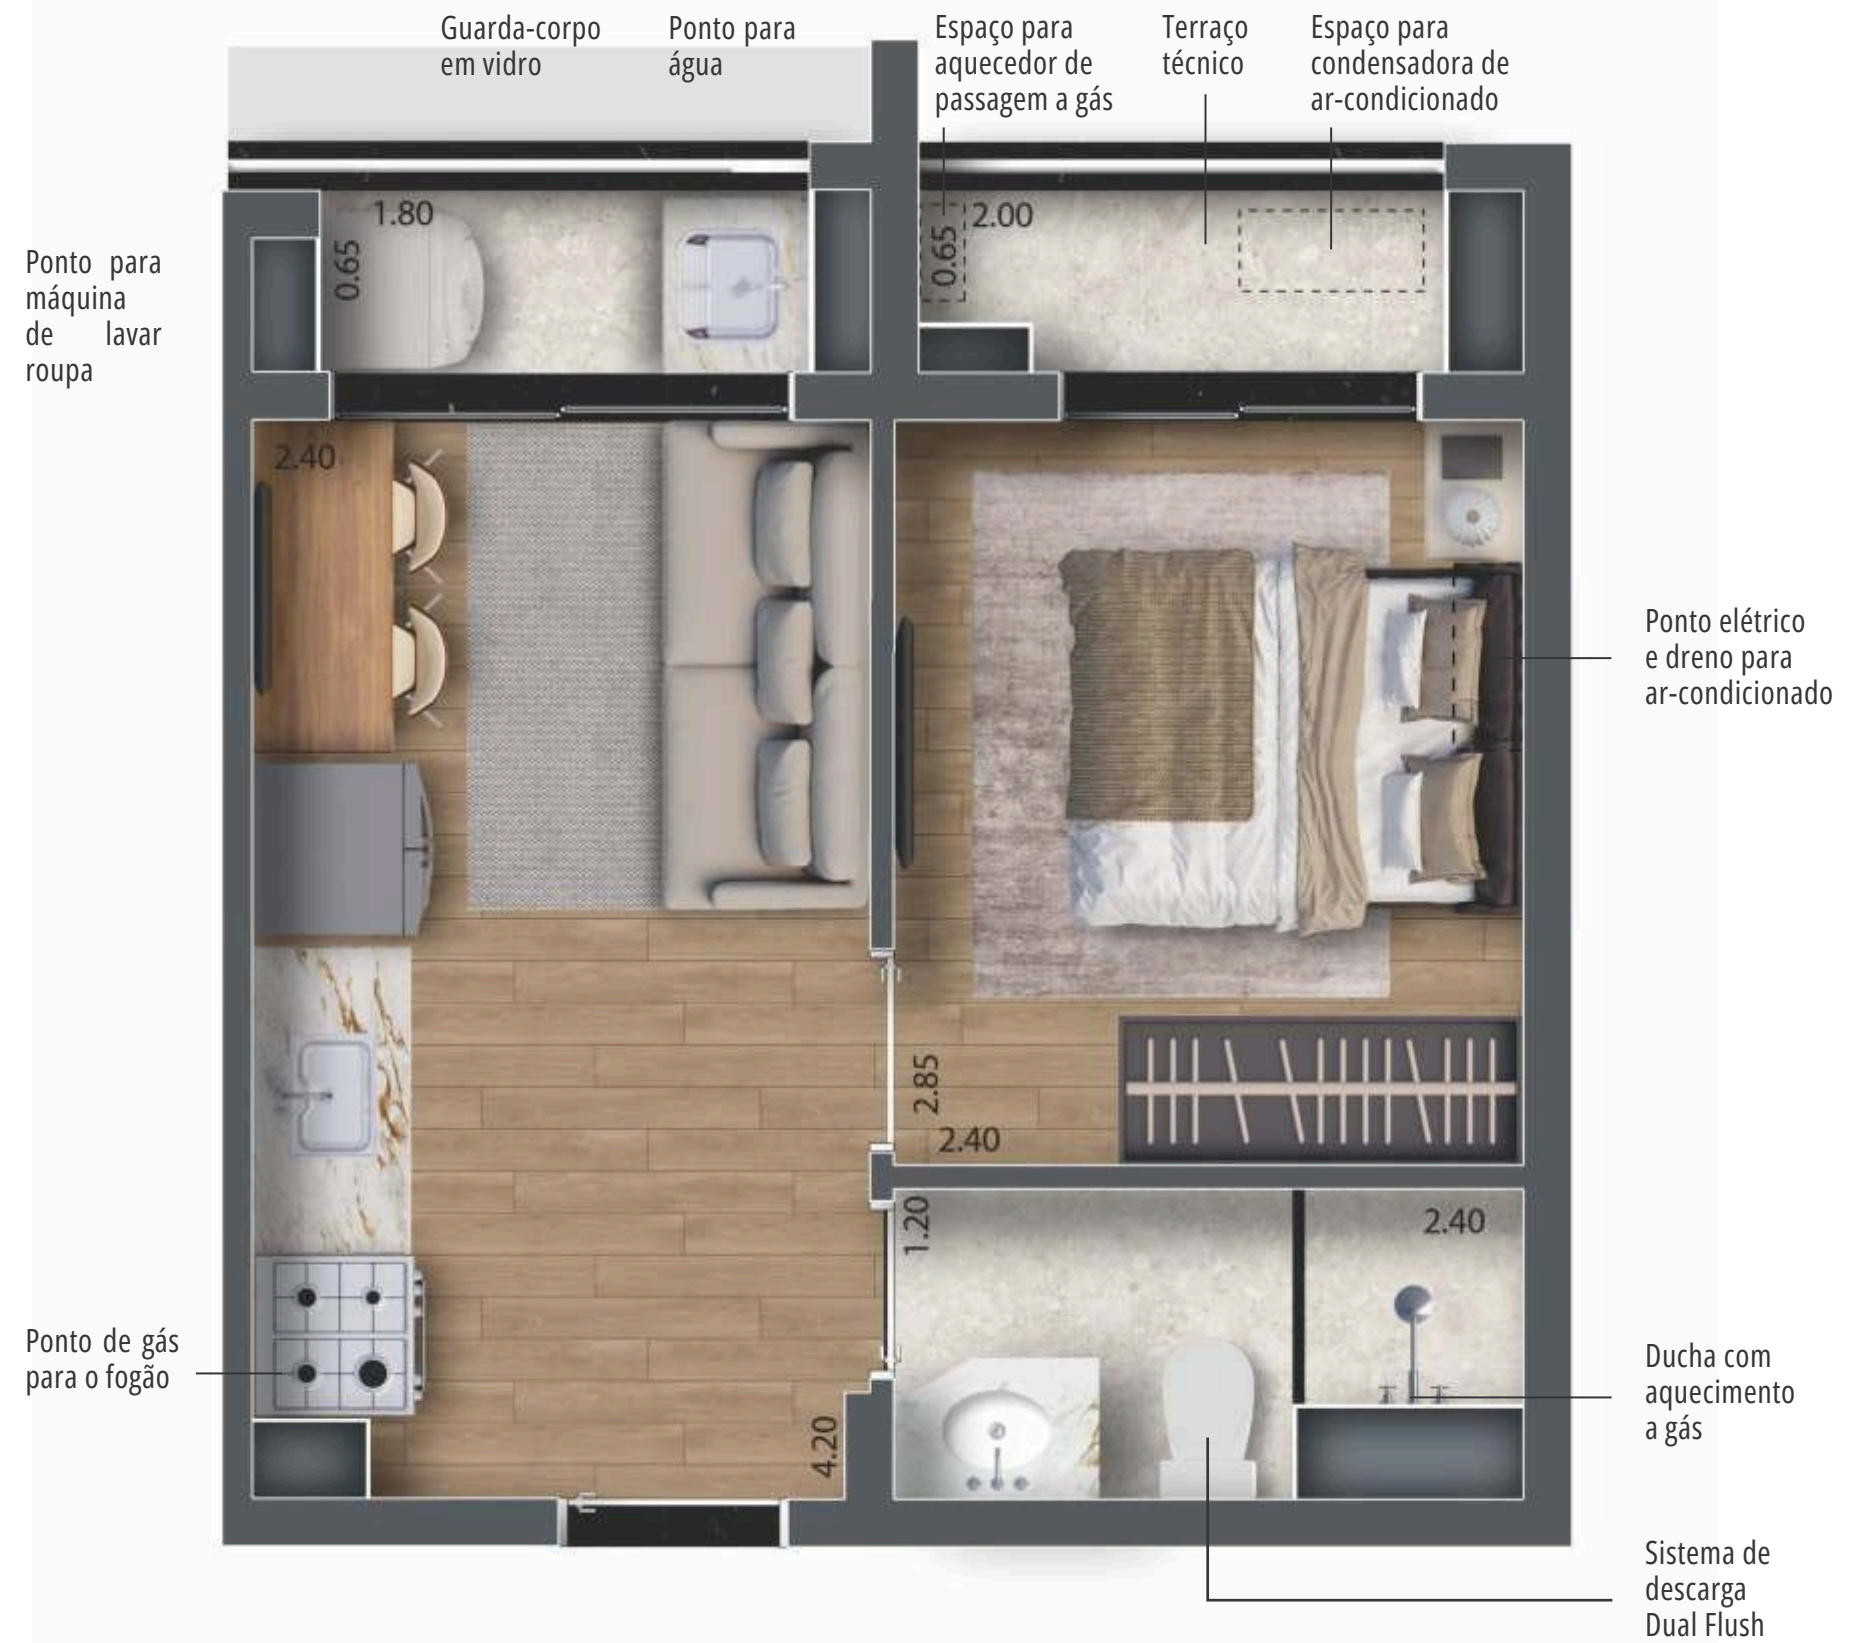 Guarda-corpo
em vidro
Ponto para
água
Espaço para
aquecedor de
passagem a gás
Terraço
técnico
Espaço para
condensadora de
ar-condicionado
1.80
0.65
0.65
2.00
Ponto para
máquina
de lavar
roupa
2.40
Ponto elétrico
e dreno para
ar-condicionado
2.85
2.40
1.20
2.40
Ponto de gás
para o fogão
4.20
Ducha com
aquecimento
a gás
Sistema de
descarga
Dual Flush